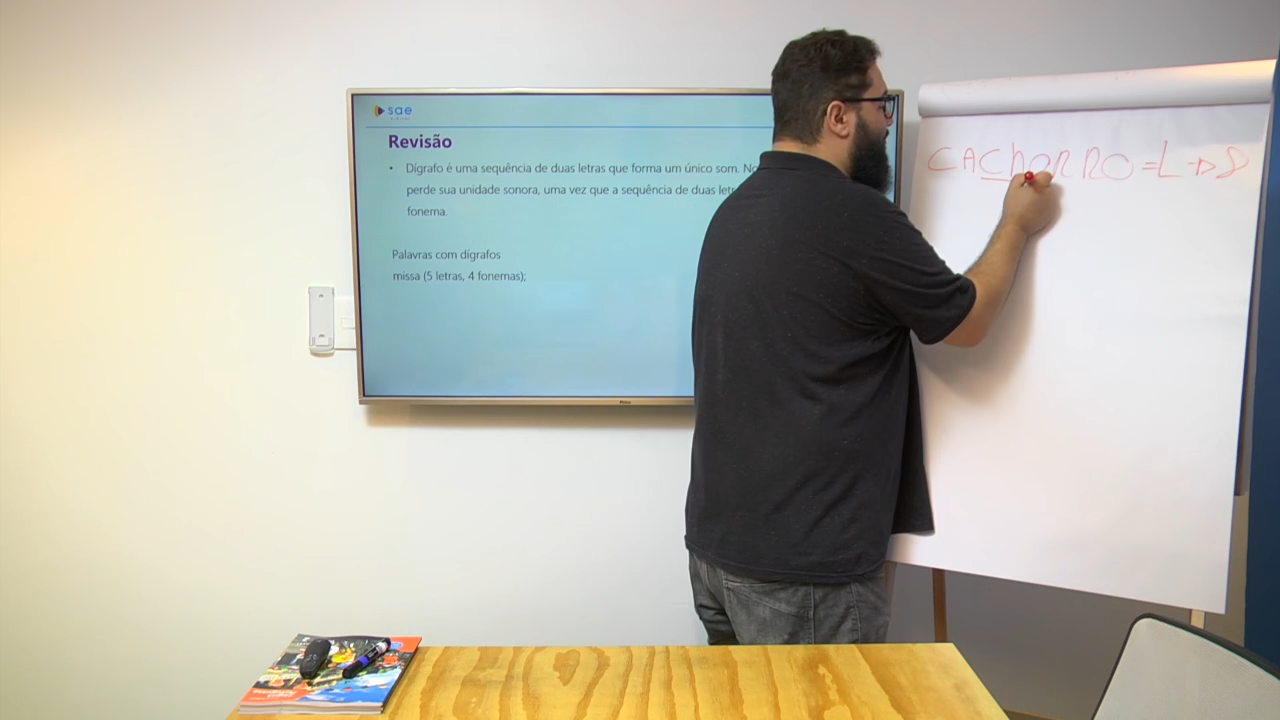 sae
DIGITAL
Revisão
• Dígrafo é uma sequência de duas letras que forma um único som. No
perde sua unidade sonora, uma vez que a sequência de duas letr
fonema.
Palavras com dígrafos
missa (5 letras, 4 fonemas);
CACHORRO = L → 8